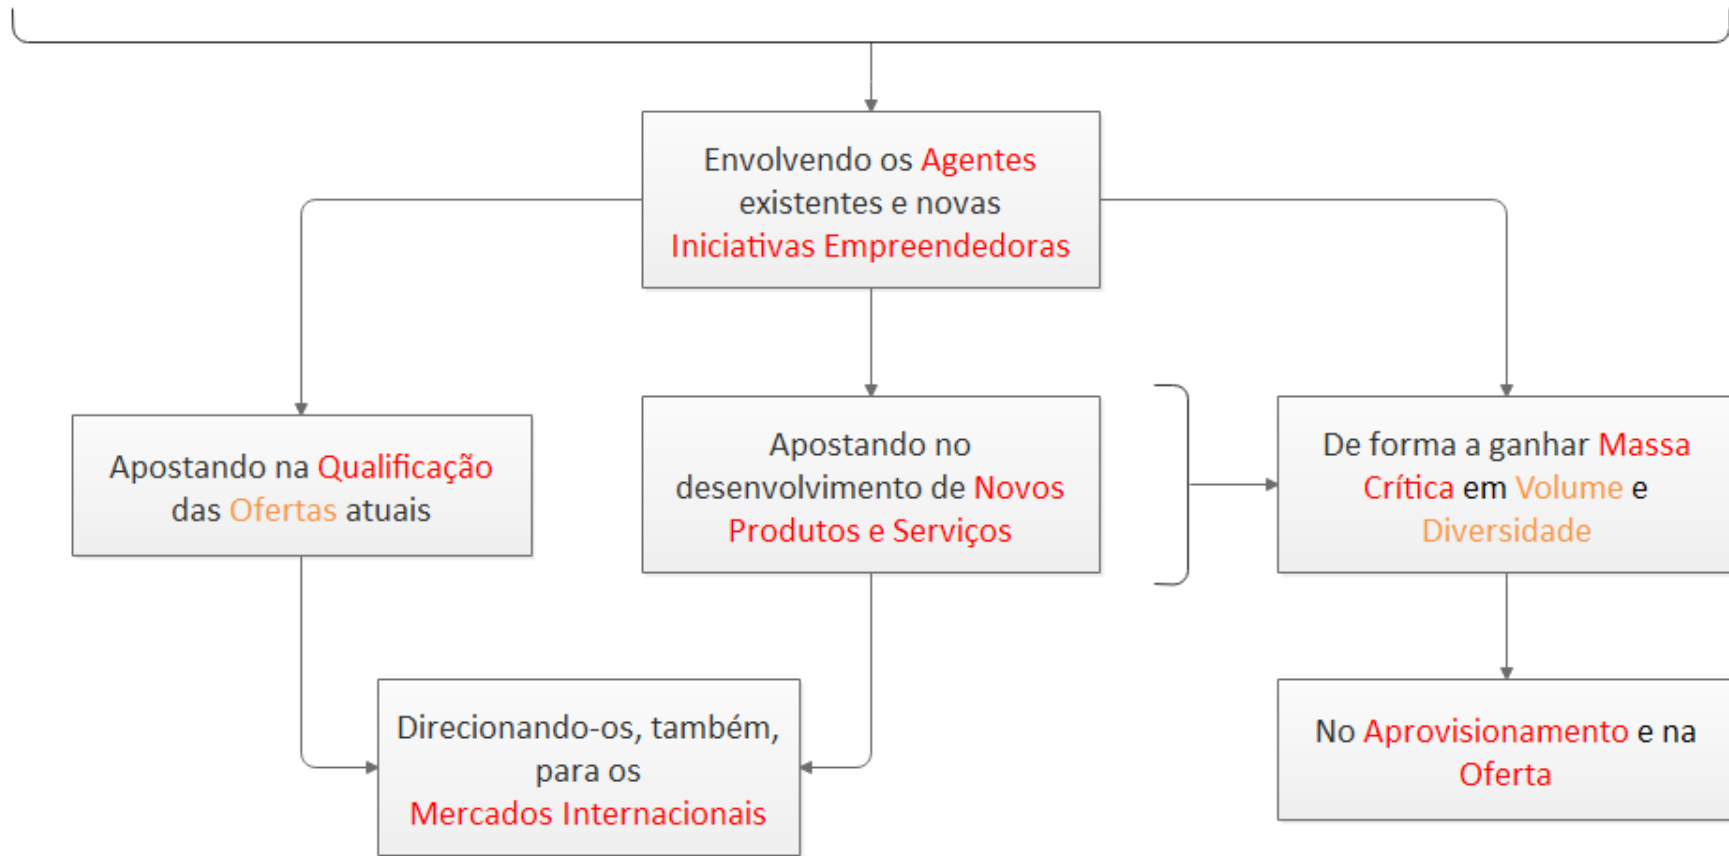 Envolvendo os Agentes
existentes e novas
Iniciativas Empreendedoras
Apostando na Qualificação
das Ofertas atuais
Apostando no
desenvolvimento de Novos
Produtos e Serviços
De forma a ganhar Massa
Crítica em Volume e
Diversidade
Direcionando-os, também,
para os
Mercados Internacionais
No Aprovisionamento e na
Oferta